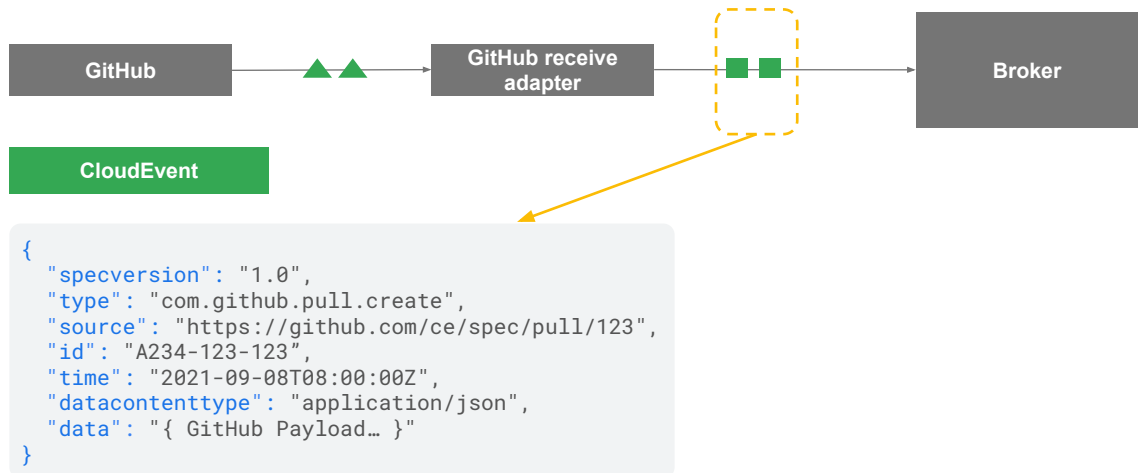 GitHub
GitHub receive
adapter
Broker
CloudEvent
{
"specversion": "1.0",
"type": "com.github.pull.create",
"source": "https://github.com/ce/spec/pull/123",
"id": "A234-123-123”,
"time": "2021-09-08T08:00:00Z",
"datacontenttype": "application/json",
"data": "{ GitHub Payload… }"
}